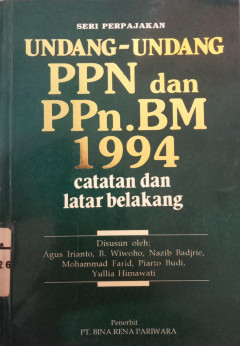 SERI PERPAJAKAN
UNDANG-UNDANG
PPN dan
PPn.BM
1994
catatan dan
latar belakang
Disusun oleh:
Agus Irianto, B. Wiwoho, Nazib Badjrie,
Mohammad Farid, Piarto Budi,
Yullia Himawati
Penerbit
PT. BINA RENA PARIWARA